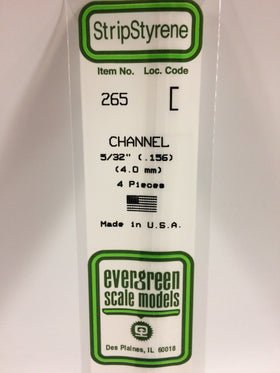 StripStyrene
Item No. Loc. Code
265 [
CHANNEL
5/32" (.156)
(4.0 mm)
4 Pieces
Made in U.S.A.
evergreen
scale models
Des Plaines, IL 60018